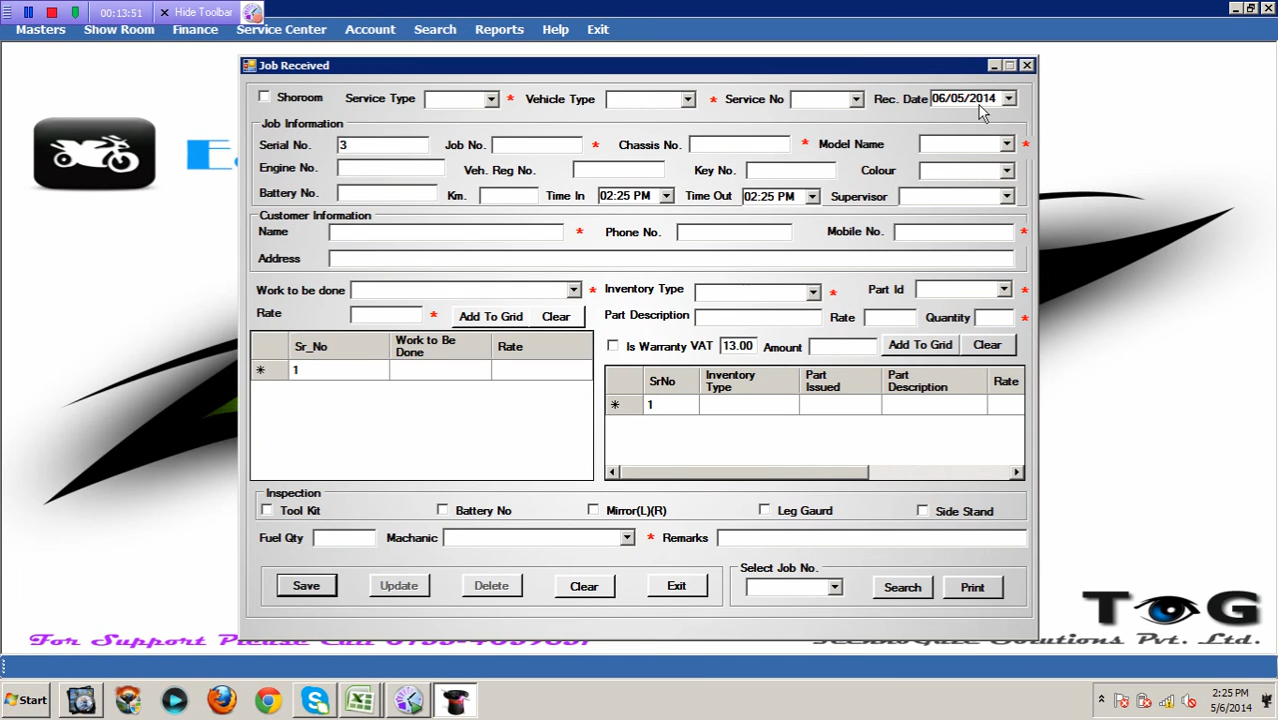 00:13:51 Hide Toolbar
Masters Show Room Finance Service Center Account Search Reports Help Exit
Job Received
Shoroom Service Type * Vehicle Type * Service No Rec. Date 06/05/2014
Job Information
Serial No. 3 Job No. * Chassis No. Model Name *
Engine No. Veh. Reg No. Key No. Colour
Battery No. Km. Time In 02:25 PM Time Out 02:25 PM Supervisor
Customer Information
Name * Phone No. Mobile No. *
Address
Work to be done * Inventory Type * Part Id *
Rate * Add To Grid Clear Part Description Rate Quantity *
Is Warranty VAT 13.00 Amount Add To Grid Clear
Sr_No Work to Be Done Rate
1
SrNo Inventory Type Part Issued Part Description Rate
1
Inspection
Tool Kit Battery No Mirror(L)(R) Leg Gaurd Side Stand
Fuel Qty Machanic * Remarks
Save Update Delete Clear Exit
Select Job No.
Search Print
T G
For Support Please Call
Solutions Pvt. Ltd.
Start 2:25 PM
5/6/2014